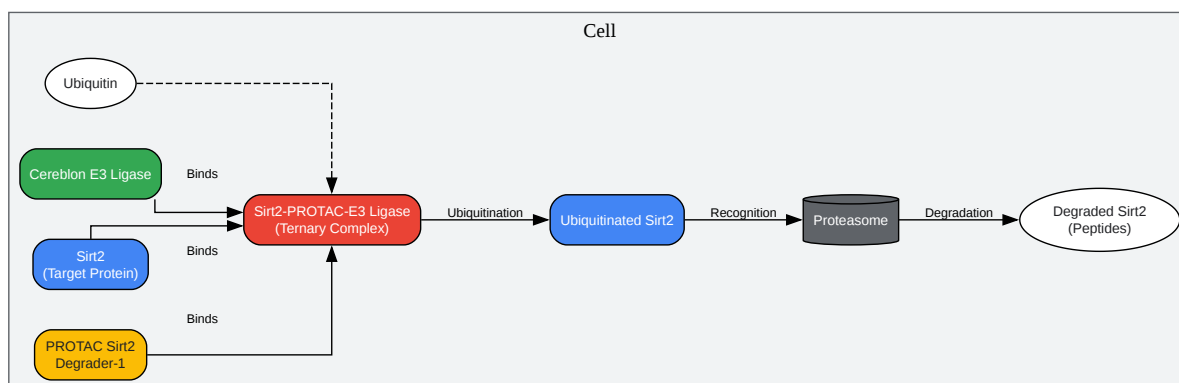 Cell
Ubiquitin
Cereblon E3 Ligase
Binds
Sirt2
(Target Protein)
Binds
PROTAC Sirt2
Degrader-1
Binds
Sirt2-PROTAC-E3 Ligase
(Ternary Complex)
Ubiquitination
Ubiquitinated Sirt2
Recognition
Proteasome
Degradation
Degraded Sirt2
(Peptides)